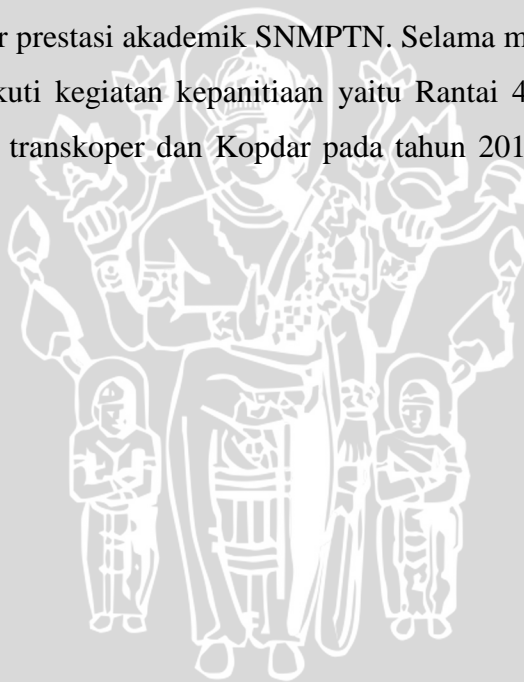 r prestasi akademik SNMPTN. Selama m
kuti kegiatan kepanitiaan yaitu Rantai 4
transkoper dan Kopdar pada tahun 201